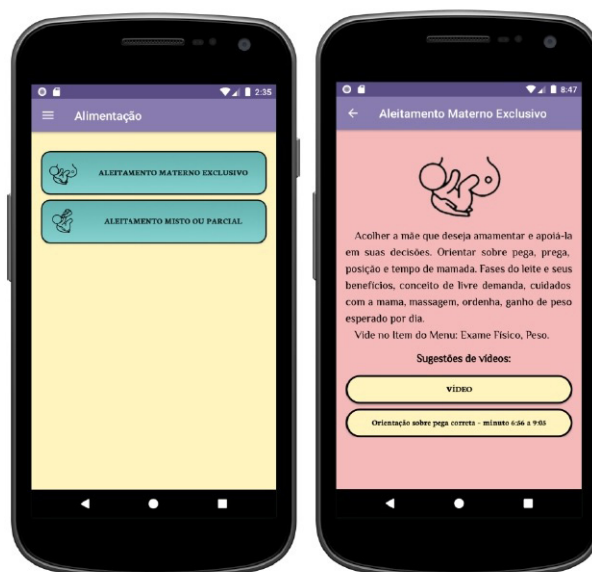 2:35
Alimentação
ALEITAMENTO MATERNO EXCLUSIVO
ALEITAMENTO MISTO OU PARCIAL
8:47
Aleitamento Materno Exclusivo
Acolher a mãe que deseja amamentar e apoiá-la
em suas decisões. Orientar sobre pega, prega,
posição e tempo de mamada. Fases do leite e seus
benefícios, conceito de livre demanda, cuidados
com a mama, massagem, ordenha, ganho de peso
esperado por dia.
Vide no Item do Menu: Exame Físico, Peso.
Sugestões de vídeos:
VÍDEO
Orientação sobre pega correta - minuto 6:56 a 9:05